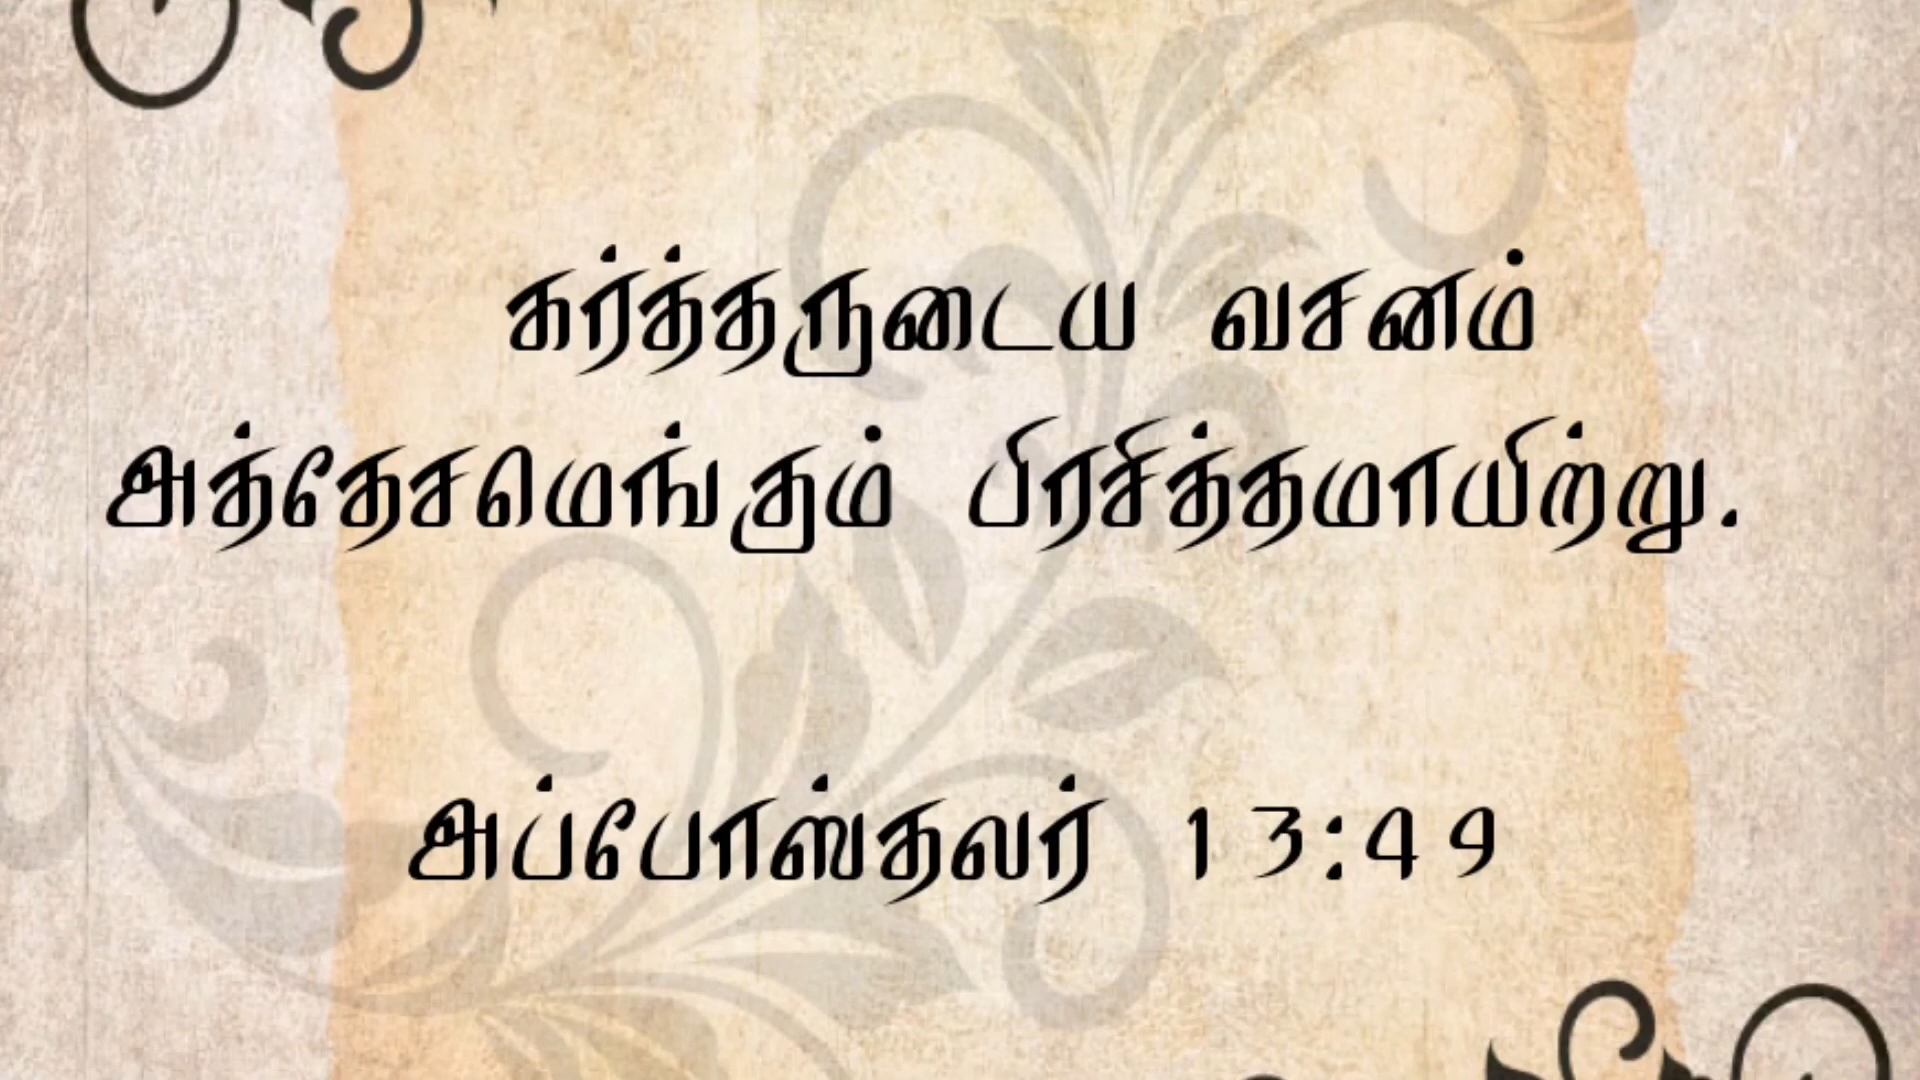 கர்த்தருடைய வசனம்
அத்தேசமெங்கும் பிரசித்தமாயிற்று.
அப்போஸ்தலர் 13:49